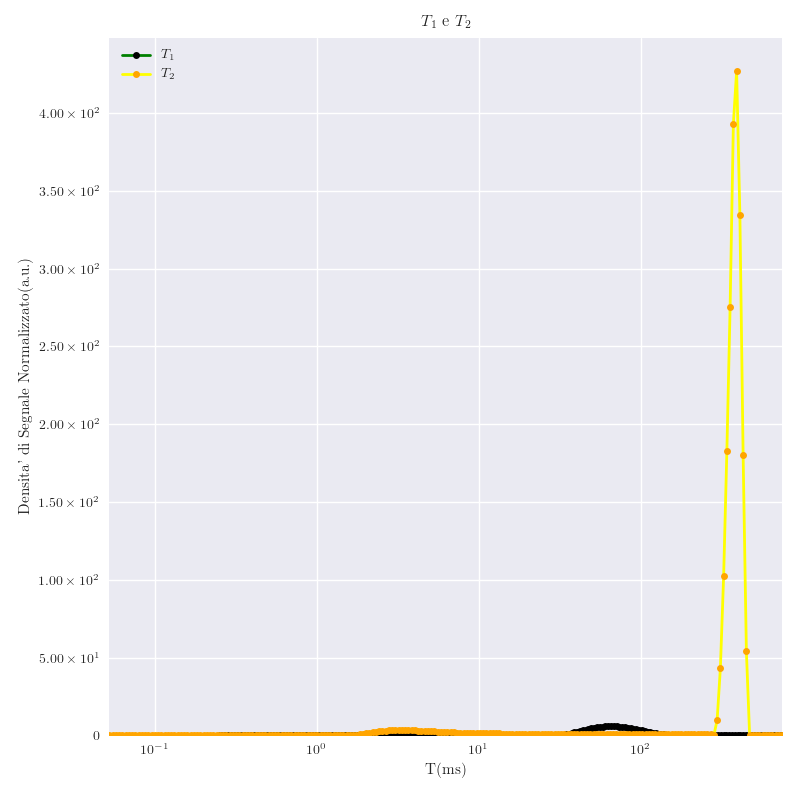 T₁ e T₂
T₁
T₂
4.00 × 10²
3.50 × 10²
3.00 × 10²
2.50 × 10²
2.00 × 10²
1.50 × 10²
1.00 × 10²
5.00 × 10¹
0
Densita' di Segnale Normalizzato(a.u.)
10⁻¹
10⁰
10¹
10²
T(ms)